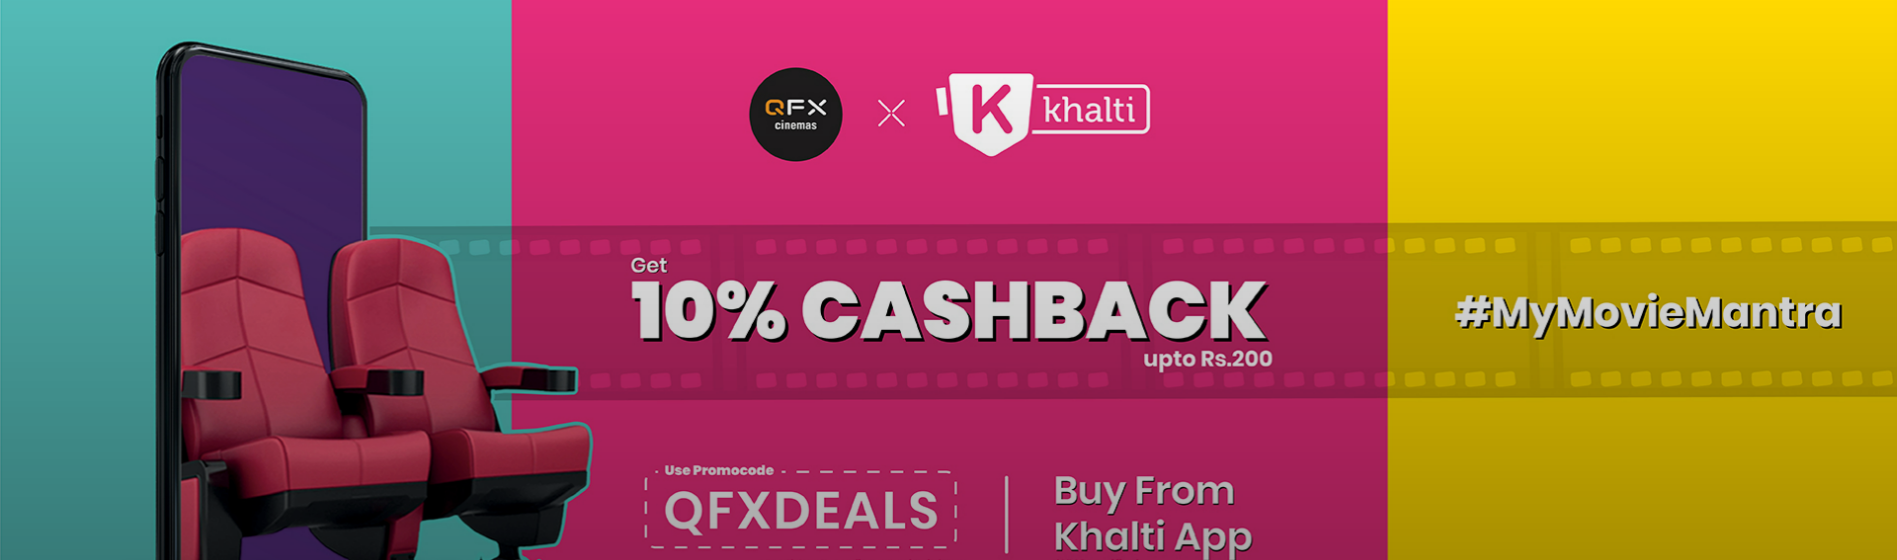 QFX
cinemas
K
khalti
Get
10% CASHBACK
upto Rs.200
#MyMovieMantra
Use Promocode
QFXDEALS
Buy From
Khalti App